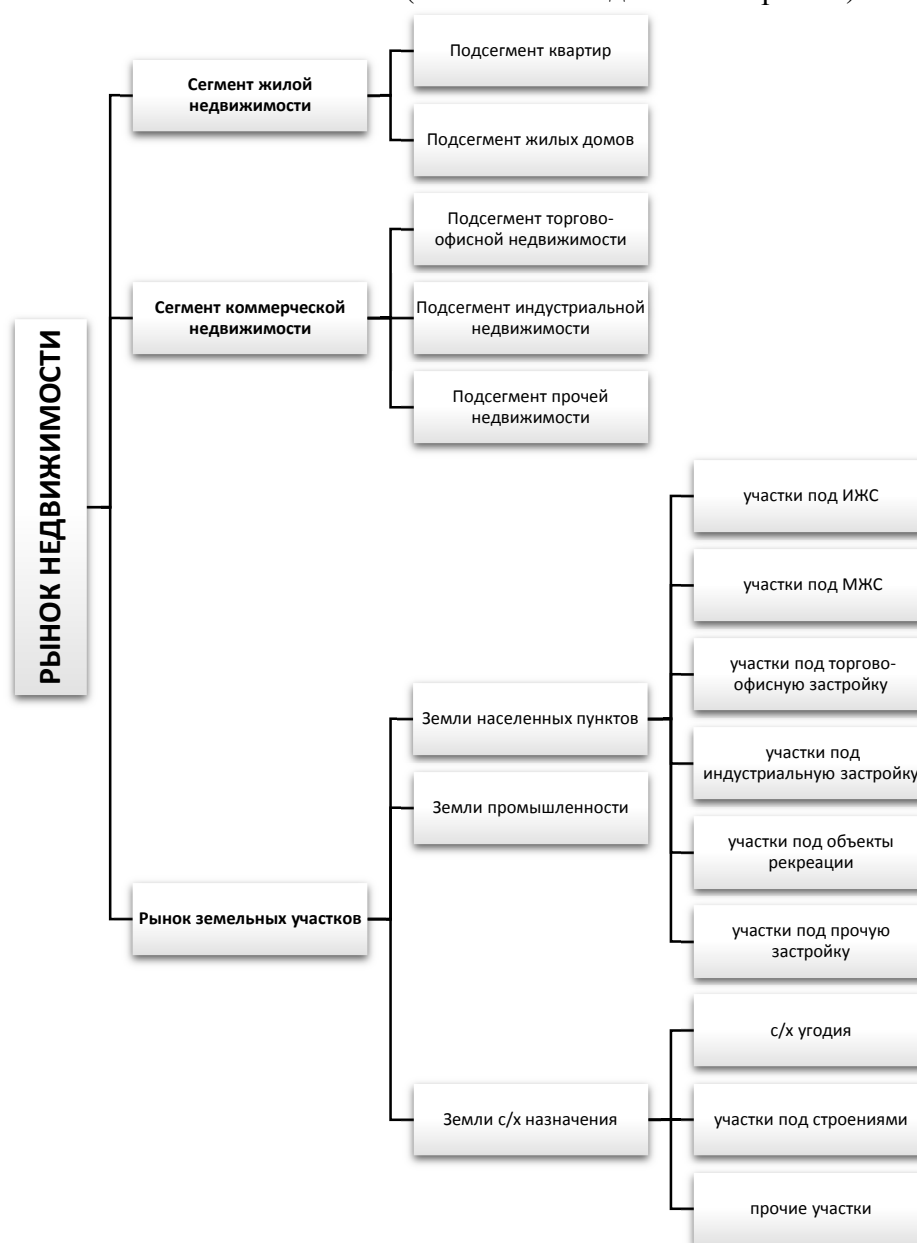 Сегмент жилой
недвижимости
Подсегмент квартир
Подсегмент жилых домов
Сегмент коммерческой
недвижимости
Подсегмент торгово-
офисной недвижимости
Подсегмент индустриальной
недвижимости
Подсегмент прочей
недвижимости
РЫНОК НЕДВИЖИМОСТИ
Рынок земельных участков
Земли населенных пунктов
участки под ИЖС
участки под МЖС
участки под торгово-
офисную застройку
участки под
индустриальную застройку
участки под объекты
рекреации
участки под прочую
застройку
Земли промышленности
Земли с/х назначения
с/х угодия
участки под строениями
прочие участки